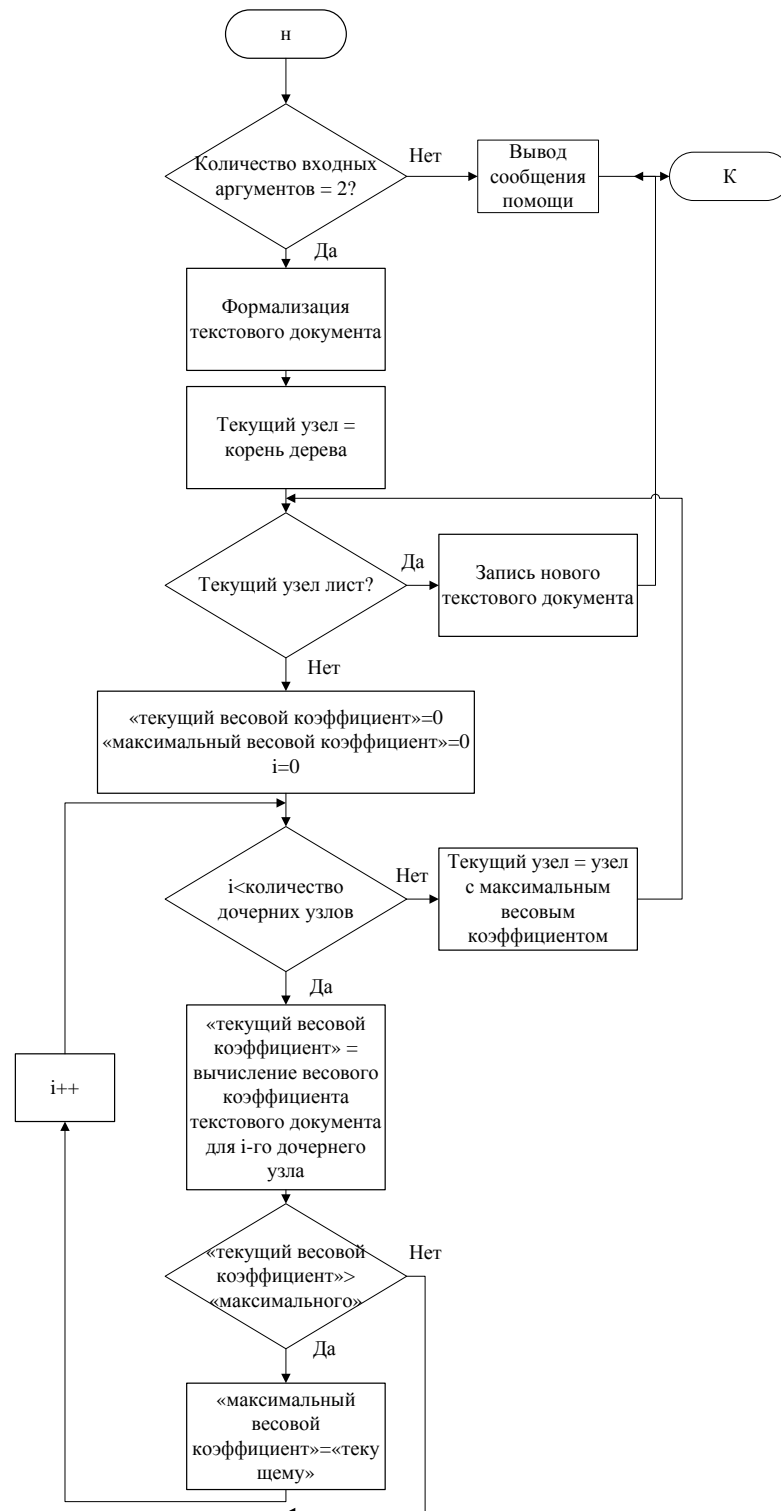 н
Количество входных
аргументов = 2?
Нет
Вывод
сообщения
помощи
К
Да
Формализация
текстового документа
Текущий узел =
корень дерева
Текущий узел лист?
Да
Запись нового
текстового документа
Нет
«текущий весовой коэффициент»=0
«максимальный весовой коэффициент»=0
i=0
i<количество
дочерних узлов
Нет
Текущий узел = узел
с максимальным
весовым
коэффициентом
Да
«текущий весовой
коэффициент» =
вычисление весового
коэффициента
текстового документа
для i-го дочернего
узла
i++
«текущий весовой
коэффициент»>
«максимального»
Нет
Да
«максимальный
весовой
коэффициент»=«теку
щему»